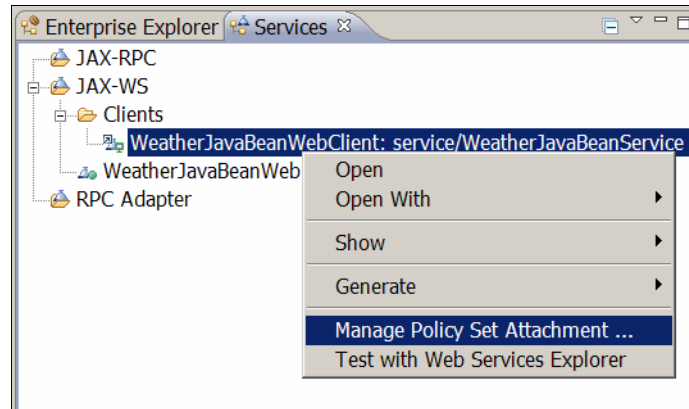 Enterprise Explorer Services
JAX-RPC
JAX-WS
Clients
WeatherJavaBeanWebClient: service/WeatherJavaBeanService
WeatherJavaBeanWeb
RPC Adapter
Open
Open With
Show
Generate
Manage Policy Set Attachment ...
Test with Web Services Explorer